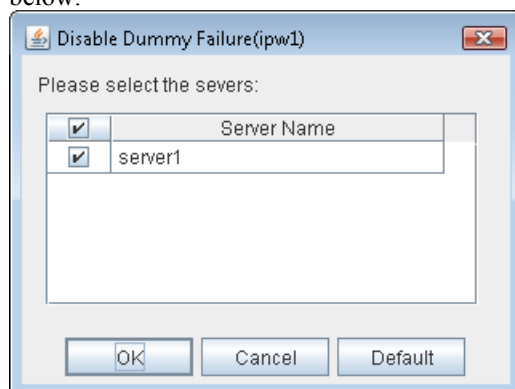 below.
Disable Dummy Failure(ipw1)
Please select the severs:
Server Name
server1
OK Cancel Default